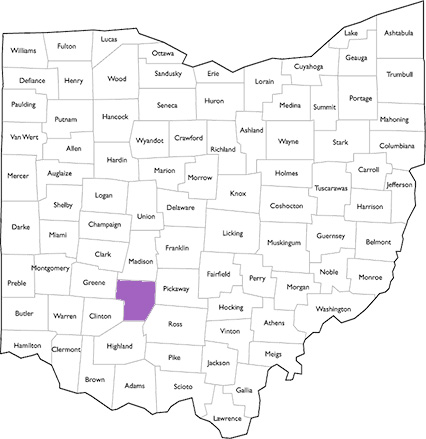 Williams
Fulton
Lucas
Ottawa
Lake
Ashtabula
Geauga
Cuyahoga
Trumbull
Defiance
Henry
Wood
Sandusky
Erie
Lorain
Paulding
Putnam
Hancock
Seneca
Huron
Medina
Summit
Portage
Mahoning
Van Wert
Allen
Wyandot
Crawford
Richland
Ashland
Wayne
Stark
Columbiana
Mercer
Auglaize
Hardin
Marion
Morrow
Holmes
Tuscarawas
Carroll
Jefferson
Shelby
Logan
Union
Delaware
Knox
Coshocton
Harrison
Darke
Miami
Champaign
Franklin
Licking
Muskingum
Guernsey
Belmont
Clark
Madison
Montgomery
Greene
Pickaway
Fairfield
Perry
Morgan
Noble
Monroe
Preble
Butler
Warren
Clinton
Ross
Hocking
Athens
Washington
Hamilton
Clermont
Highland
Vinton
Meigs
Pike
Jackson
Brown
Adams
Scioto
Gallia
Lawrence